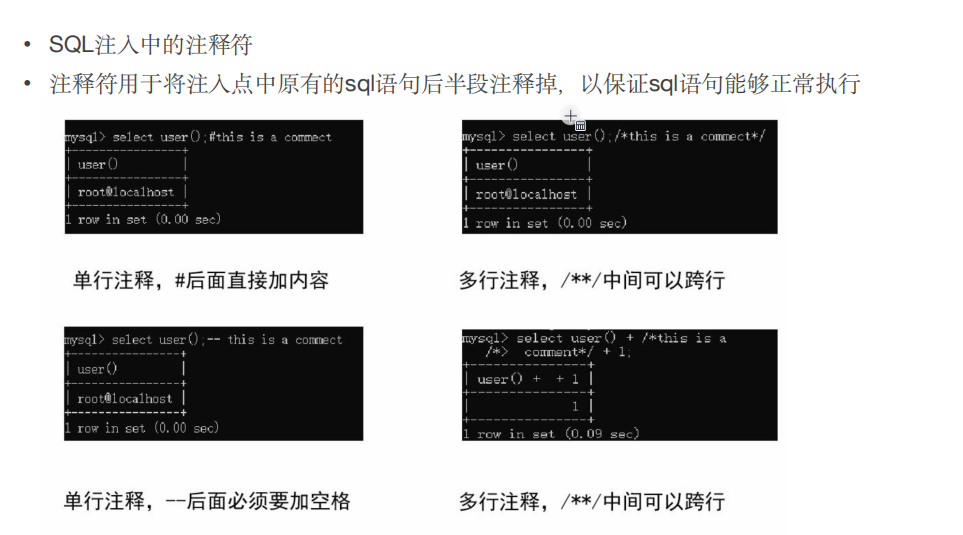 • SQL注入中的注释符
• 注释符用于将注入点中原有的sql语句后半段注释掉，以保证sql语句能够正常执行
mysql> select user();#this is a commect
+----------------+
| user()         |
+----------------+
| root@localhost |
+----------------+
1 row in set (0.00 sec)
单行注释，#后面直接加内容
mysql> select user();/*this is a commect*/
+----------------+
| user()         |
+----------------+
| root@localhost |
+----------------+
1 row in set (0.00 sec)
多行注释，/**/中间可以跨行
mysql> select user();-- this is a commect
+----------------+
| user()         |
+----------------+
| root@localhost |
+----------------+
1 row in set (0.00 sec)
单行注释，--后面必须要加空格
mysql> select user() + /*this is a
/*>  comment*/ + 1;
+---------------+
| user() +  + 1 |
+---------------+
|             1 |
+---------------+
1 row in set (0.09 sec)
多行注释，/**/中间可以跨行